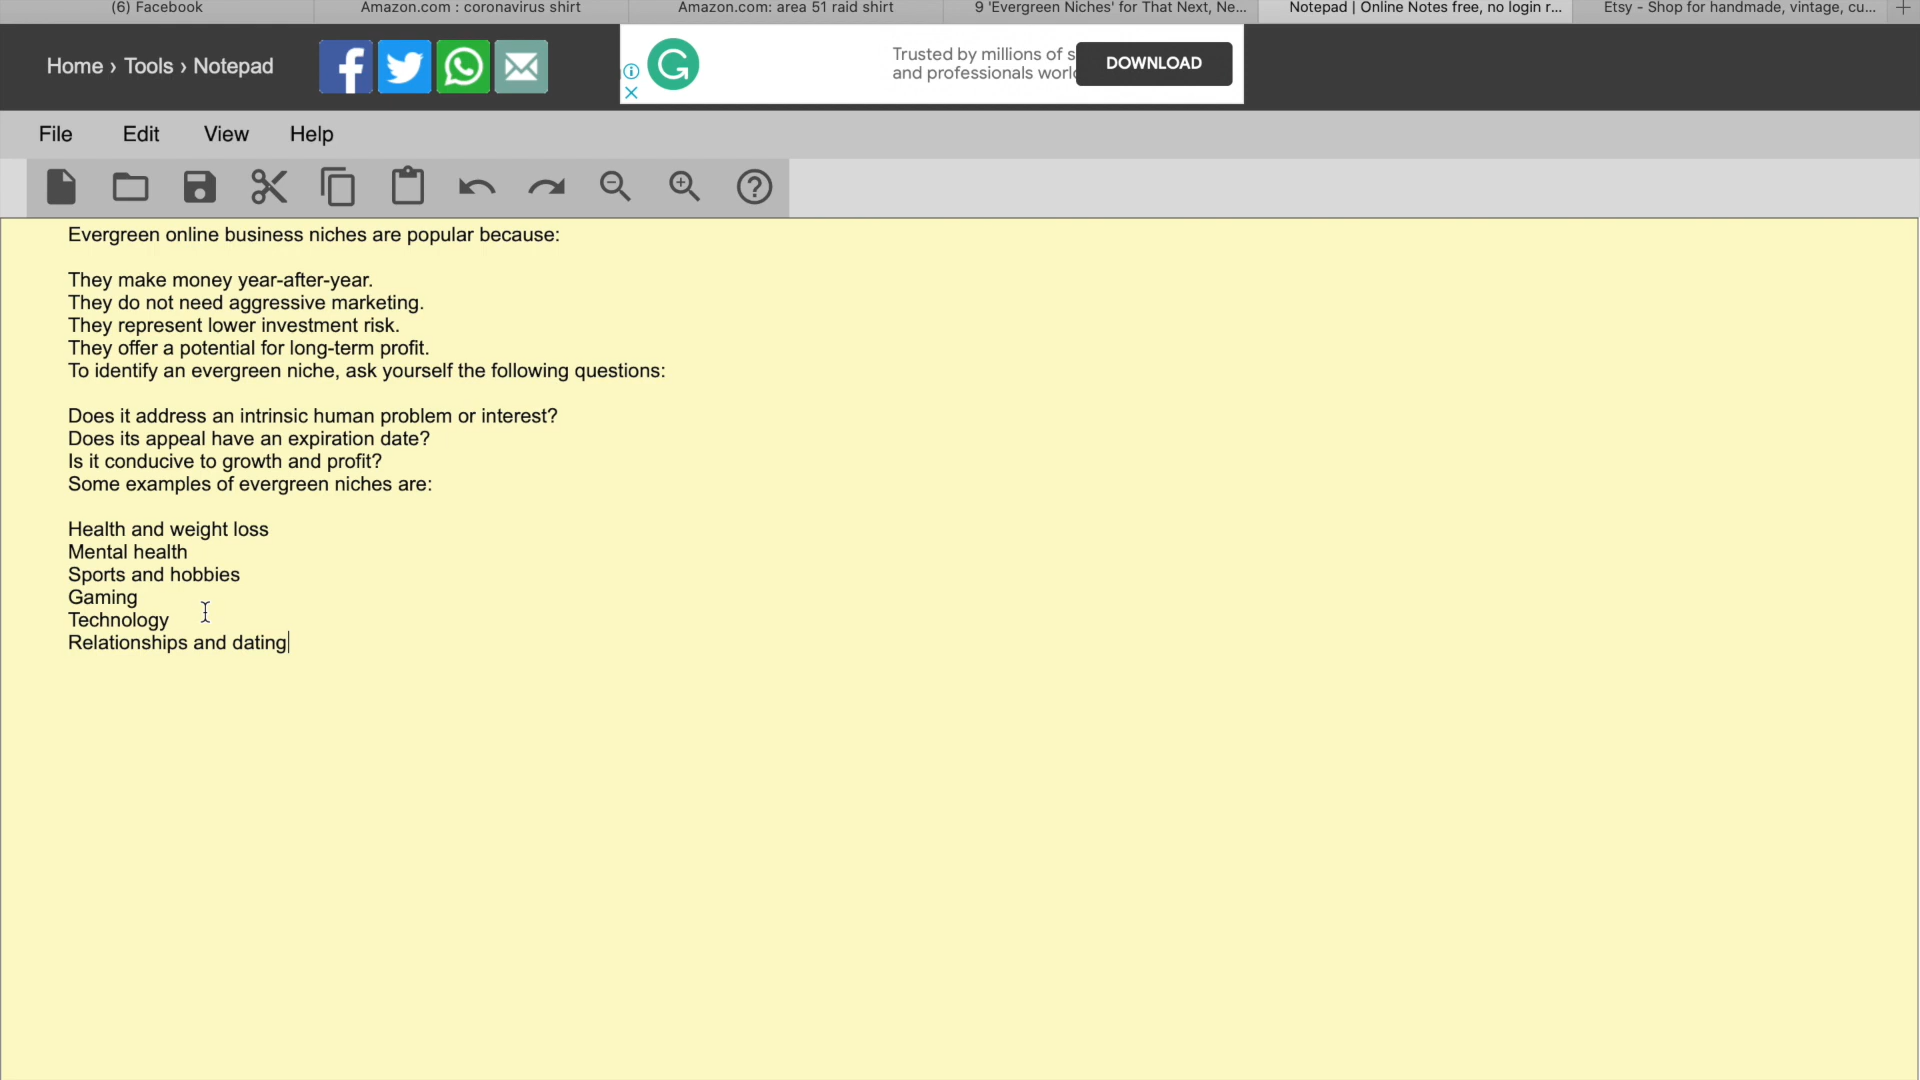 (6) Facebook
Amazon.com : coronavirus shirt
Amazon.com: area 51 raid shirt
9 'Evergreen Niches' for That Next, Ne...
Notepad | Online Notes free, no login r...
Etsy - Shop for handmade, vintage, cu...
Home › Tools › Notepad
Trusted by millions of s
and professionals worl
DOWNLOAD
File Edit View Help
Evergreen online business niches are popular because:
They make money year-after-year.
They do not need aggressive marketing.
They represent lower investment risk.
They offer a potential for long-term profit.
To identify an evergreen niche, ask yourself the following questions:
Does it address an intrinsic human problem or interest?
Does its appeal have an expiration date?
Is it conducive to growth and profit?
Some examples of evergreen niches are:
Health and weight loss
Mental health
Sports and hobbies
Gaming
Technology
Relationships and dating